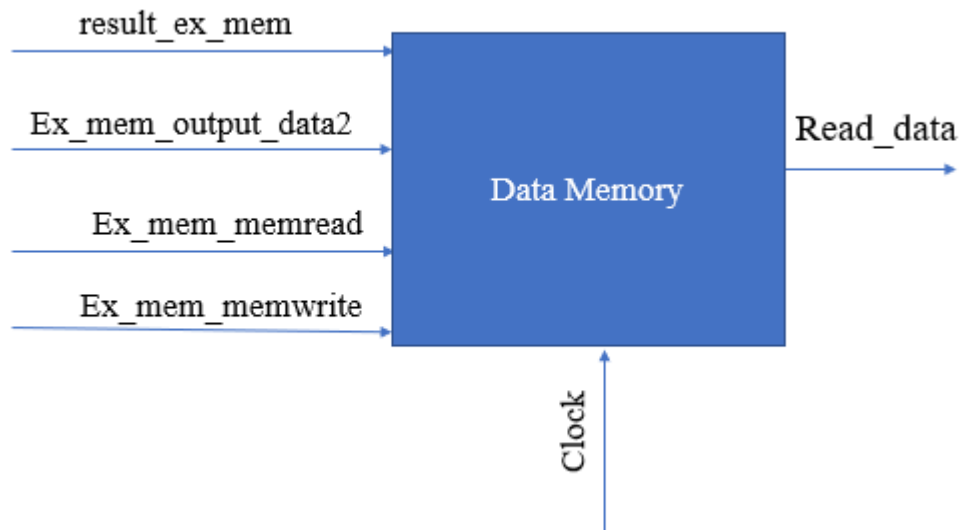 result_ex_mem
Ex_mem_output_data2
Read_data
Data Memory
Ex_mem_memread
Ex_mem_memwrite
Clock